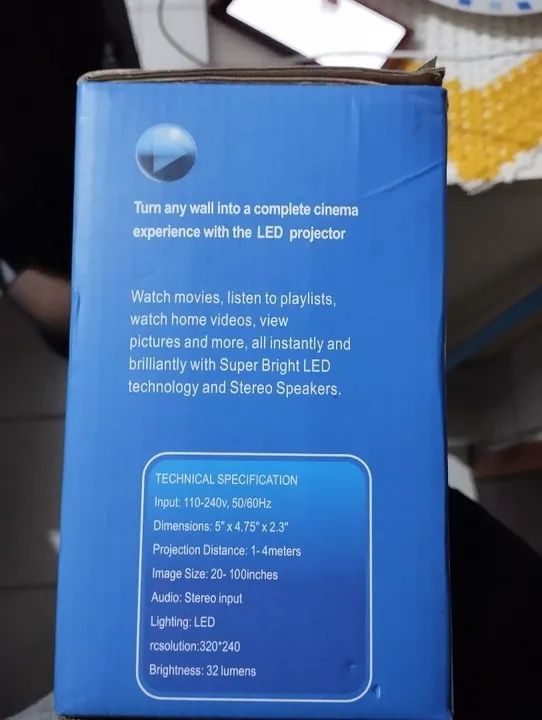 Turn any wall into a complete cinema
experience with the LED projector
Watch movies, listen to playlists,
watch home videos, view
pictures and more, all instantly and
brilliantly with Super Bright LED
technology and Stereo Speakers.
TECHNICAL SPECIFICATION
Input: 110-240v, 50/60Hz
Dimensions: 5" x 4.75" x 2.3"
Projection Distance: 1- 4meters
Image Size: 20- 100inches
Audio: Stereo input
Lighting: LED
rcsolution:320*240
Brightness: 32 lumens